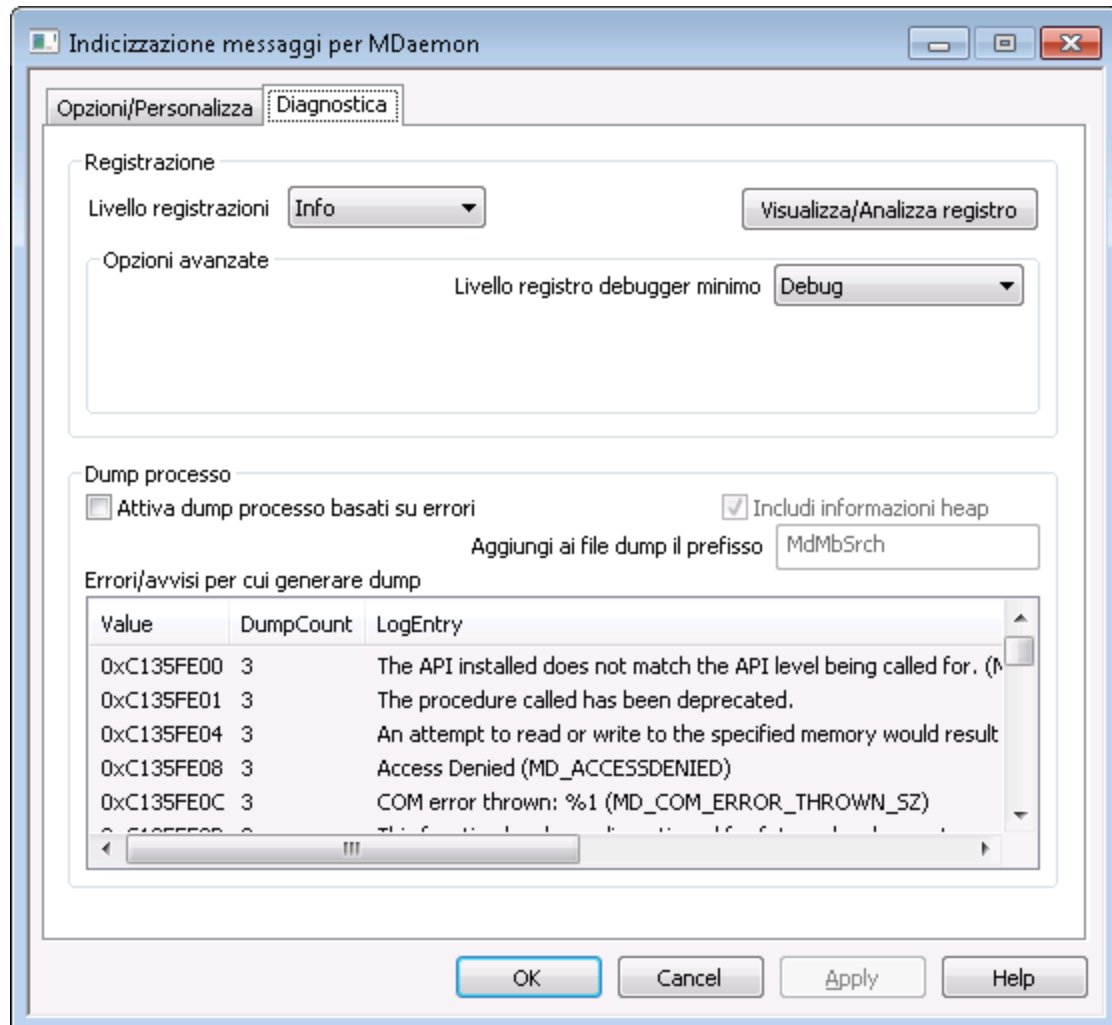 Indicizzazione messaggi per MDaemon
Opzioni/Personalizza Diagnostica
Registrazione
Livello registrazioni Info Visualizza/Analizza registro
Opzioni avanzate
Livello registro debugger minimo Debug
Dump processo
Attiva dump processo basati su errori Includi informazioni heap
Aggiungi ai file dump il prefisso MdMbSrch
Errori/avvisi per cui generare dump
Value DumpCount LogEntry
0xC135FE00 3 The API installed does not match the API level being called for.
0xC135FE01 3 The procedure called has been deprecated.
0xC135FE04 3 An attempt to read or write to the specified memory would result
0xC135FE08 3 Access Denied (MD_ACCESSDENIED)
0xC135FE0C 3 COM error thrown: %1 (MD_COM_ERROR_THROWN_SZ)
OK Cancel Apply Help